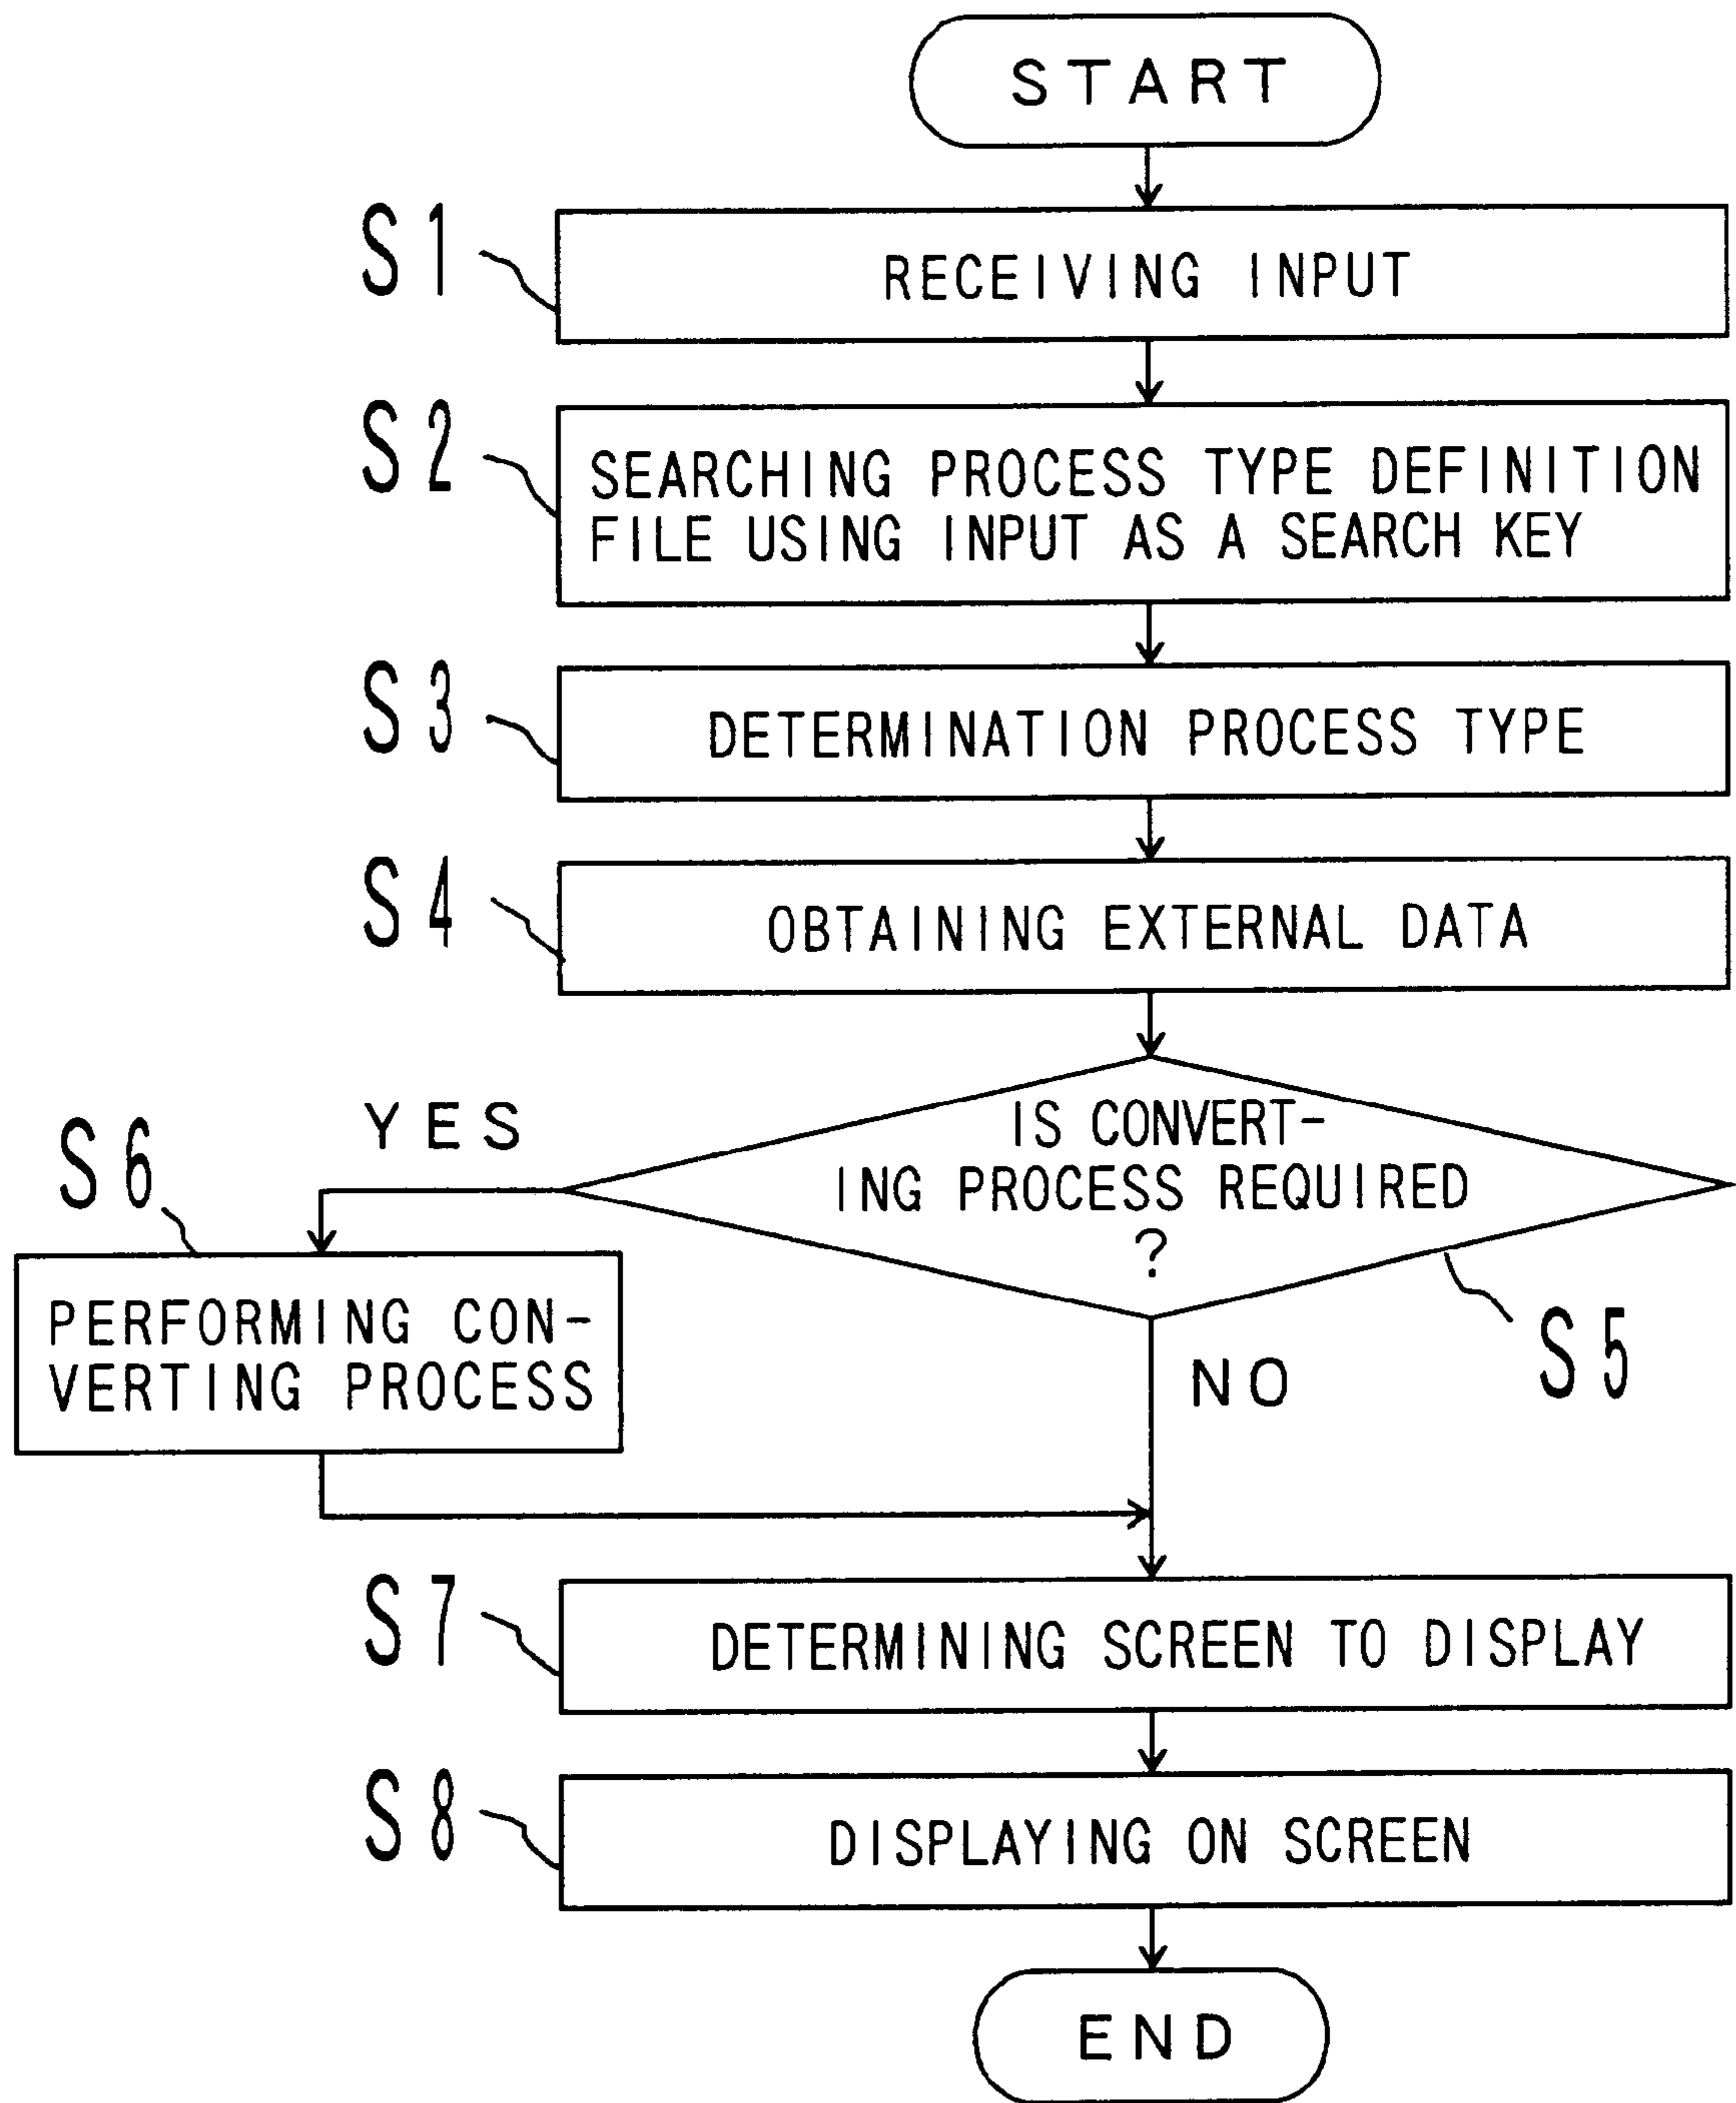 START
S1
RECEIVING INPUT
S2
SEARCHING PROCESS TYPE DEFINITION
FILE USING INPUT AS A SEARCH KEY
S3
DETERMINATION PROCESS TYPE
S4
OBTAINING EXTERNAL DATA
IS CONVERT-
ING PROCESS REQUIRED
?
YES
S6
PERFORMING CON-
VERTING PROCESS
NO
S5
S7
DETERMINING SCREEN TO DISPLAY
S8
DISPLAYING ON SCREEN
END